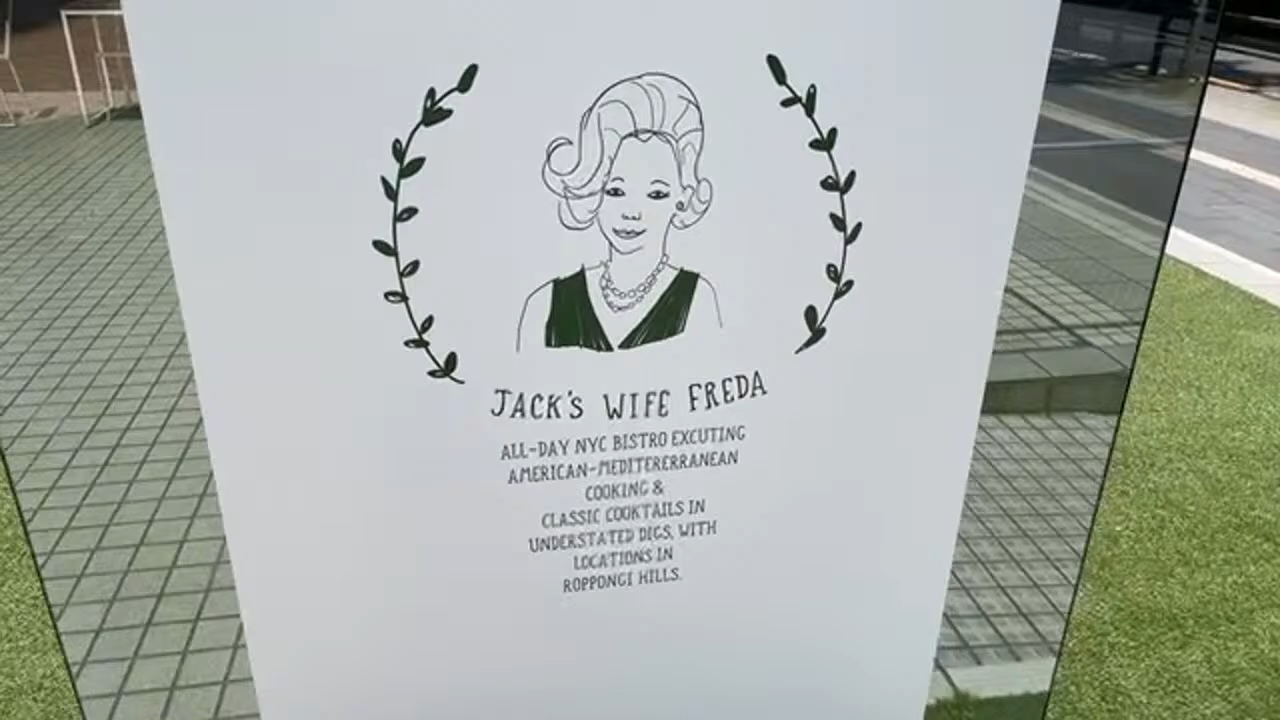 JACK'S WIFE FREDA
ALL-DAY NYC BISTRO EXCUTING
AMERICAN-MEDITERERRANEAN
COOKING &
CLASSIC COOKTAILS IN
UNDERSTATED DIGS, WITH
LOCATIONS IN
ROPPONGI HILLS.